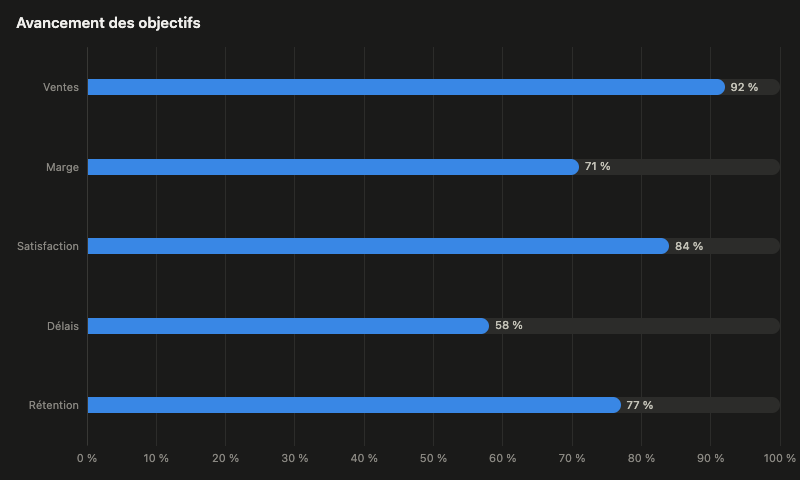 Avancement des objectifs
Ventes 92 %
Marge 71 %
Satisfaction 84 %
Délais 58 %
Rétention 77 %
0 % 10 % 20 % 30 % 40 % 50 % 60 % 70 % 80 % 90 % 100 %